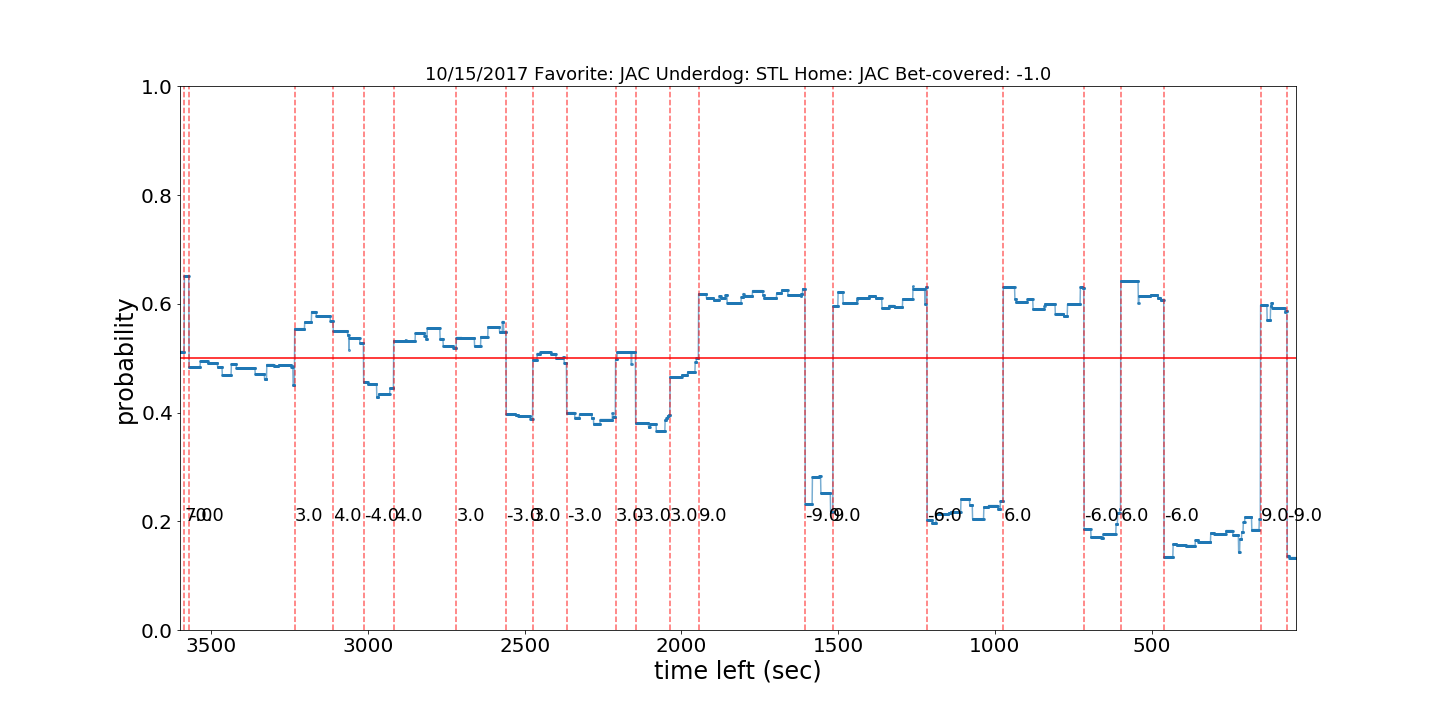 10/15/2017 Favorite: JAC Underdog: STL Home: JAC Bet-covered: -1.0
1.0
0.8
0.6
0.4
0.2
0.0
probability
3.0 4.0 -4.0 4.0 3.0 -3.0 3.0 -3.0 3.0 -3.0 3.0 9.0 -9.0 9.0 -6.0 6.0 -6.0 6.0 -6.0 9.0 -9.0
3500 3000 2500 2000 1500 1000 500
time left (sec)